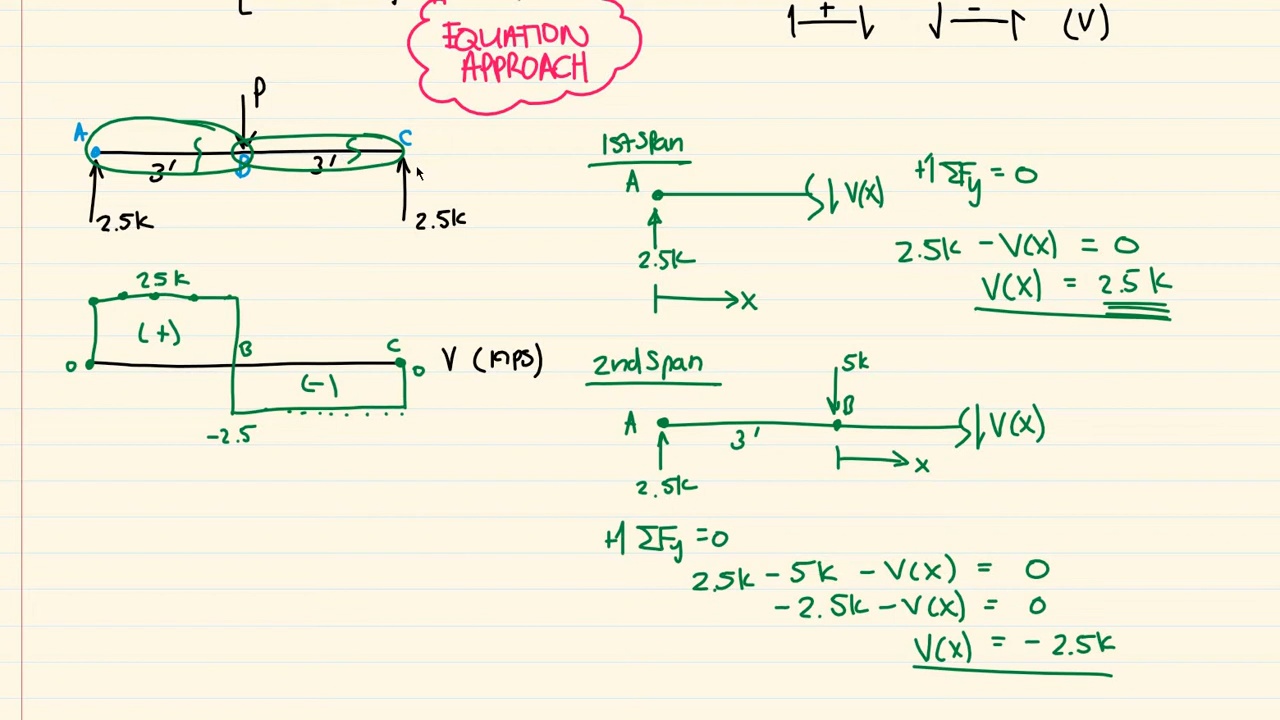 EQUATION
APPROACH
+
-
(V)
P
A
B
C
3'
3'
2.5k
2.5k
25k
(+)
B
C
0
0
V (kips)
(-)
-2.5
1st Span
A
V(x)
2.5k
x
+↑ΣFy = 0
2.5k - V(x) = 0
V(x) = 2.5k
2nd Span
5k
A
B
V(x)
3'
x
2.5k
+↑ΣFy = 0
2.5k - 5k - V(x) = 0
-2.5k - V(x) = 0
V(x) = -2.5k